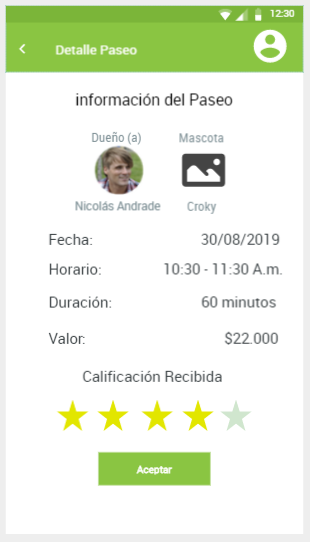 12:30
Detalle Paseo
información del Paseo
Dueño (a) Mascota
Nicolás Andrade Croky
Fecha: 30/08/2019
Horario: 10:30 - 11:30 A.m.
Duración: 60 minutos
Valor: $22.000
Calificación Recibida
Aceptar